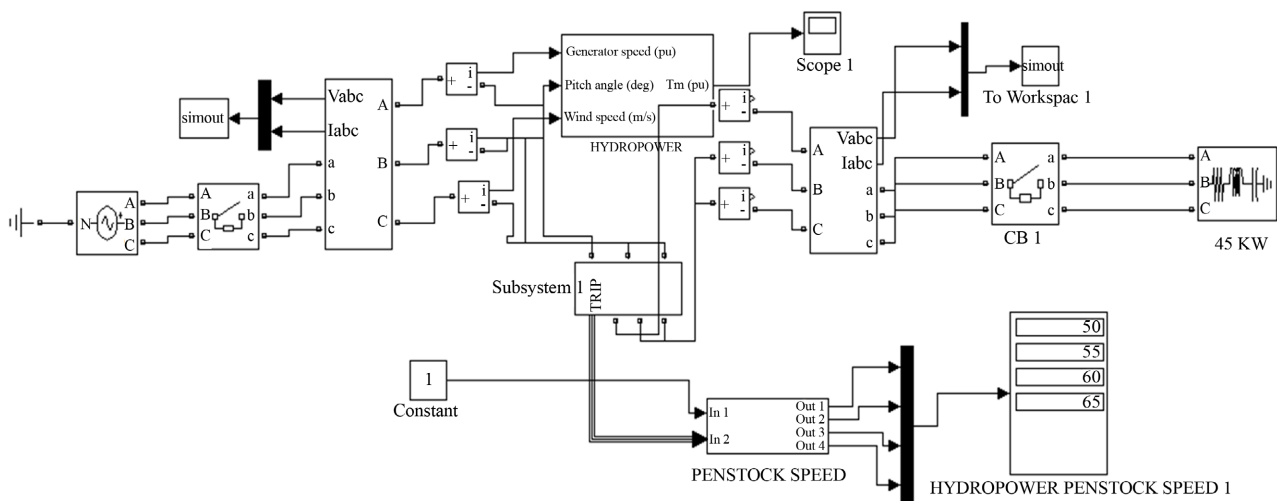 Generator speed (pu)
Pitch angle (deg)
Tm (pu)
Wind speed (m/s)
HYDROPOWER
Scope 1
simout
To Workspac 1
simout
Vabc
Iabc
a
b
c
A
B
C
+
i
-
+
i
-
+
i
-
+
i
+
i
+
i
A
B
C
Vabc
Iabc
a
b
c
N
A
B
C
A
B
C
a
b
c
A
B
C
a
b
c
CB 1
A
B
C
45 KW
Subsystem 1
TRIP
1
Constant
In 1
In 2
Out 1
Out 2
Out 3
Out 4
PENSTOCK SPEED
50
55
60
65
HYDROPOWER PENSTOCK SPEED 1